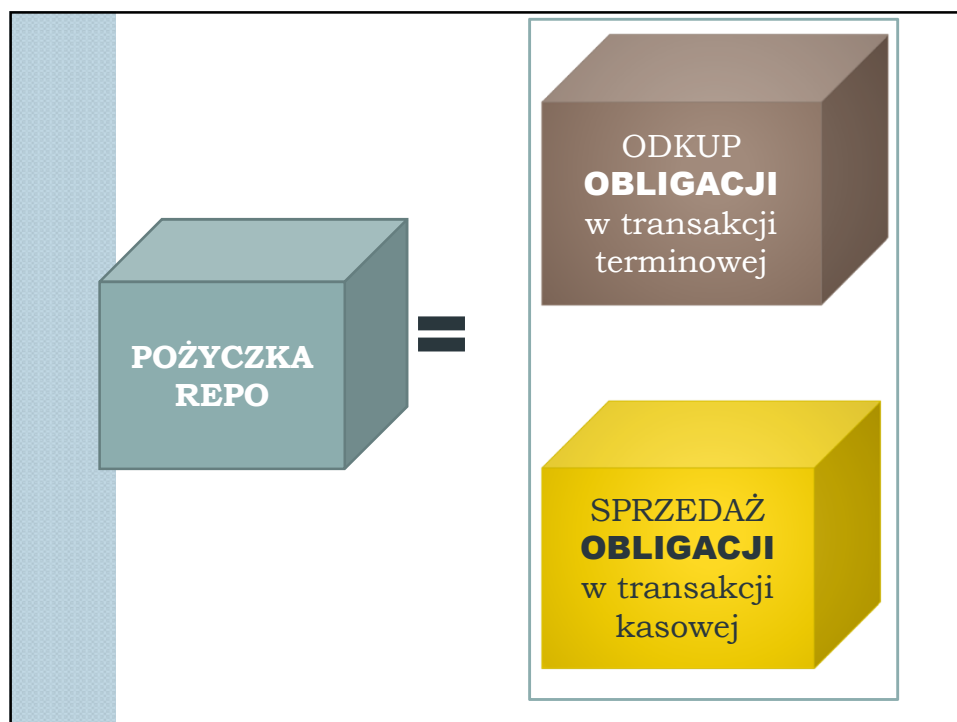 POŻYCZKA
REPO
=
ODKUP
OBLIGACJI
w transakcji
terminowej
SPRZEDAŻ
OBLIGACJI
w transakcji
kasowej